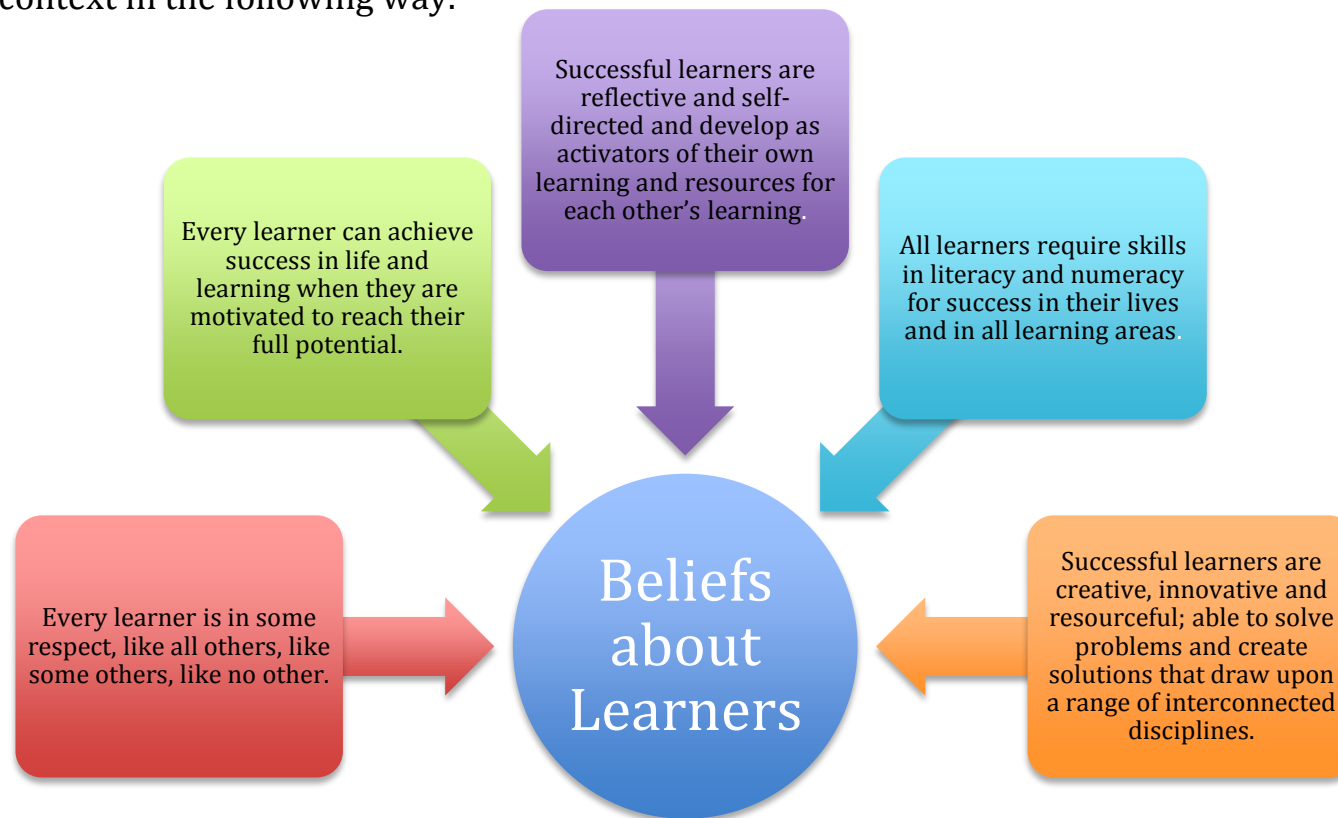 context in the following way:
Successful learners are
reflective and self-
directed and develop as
activators of their own
learning and resources for
each other’s learning.
Every learner can achieve
success in life and
learning when they are
motivated to reach their
full potential.
All learners require skills
in literacy and numeracy
for success in their lives
and in all learning areas.
Every learner is in some
respect, like all others, like
some others, like no other.
Beliefs
about
Learners
Successful learners are
creative, innovative and
resourceful; able to solve
problems and create
solutions that draw upon
a range of interconnected
disciplines.